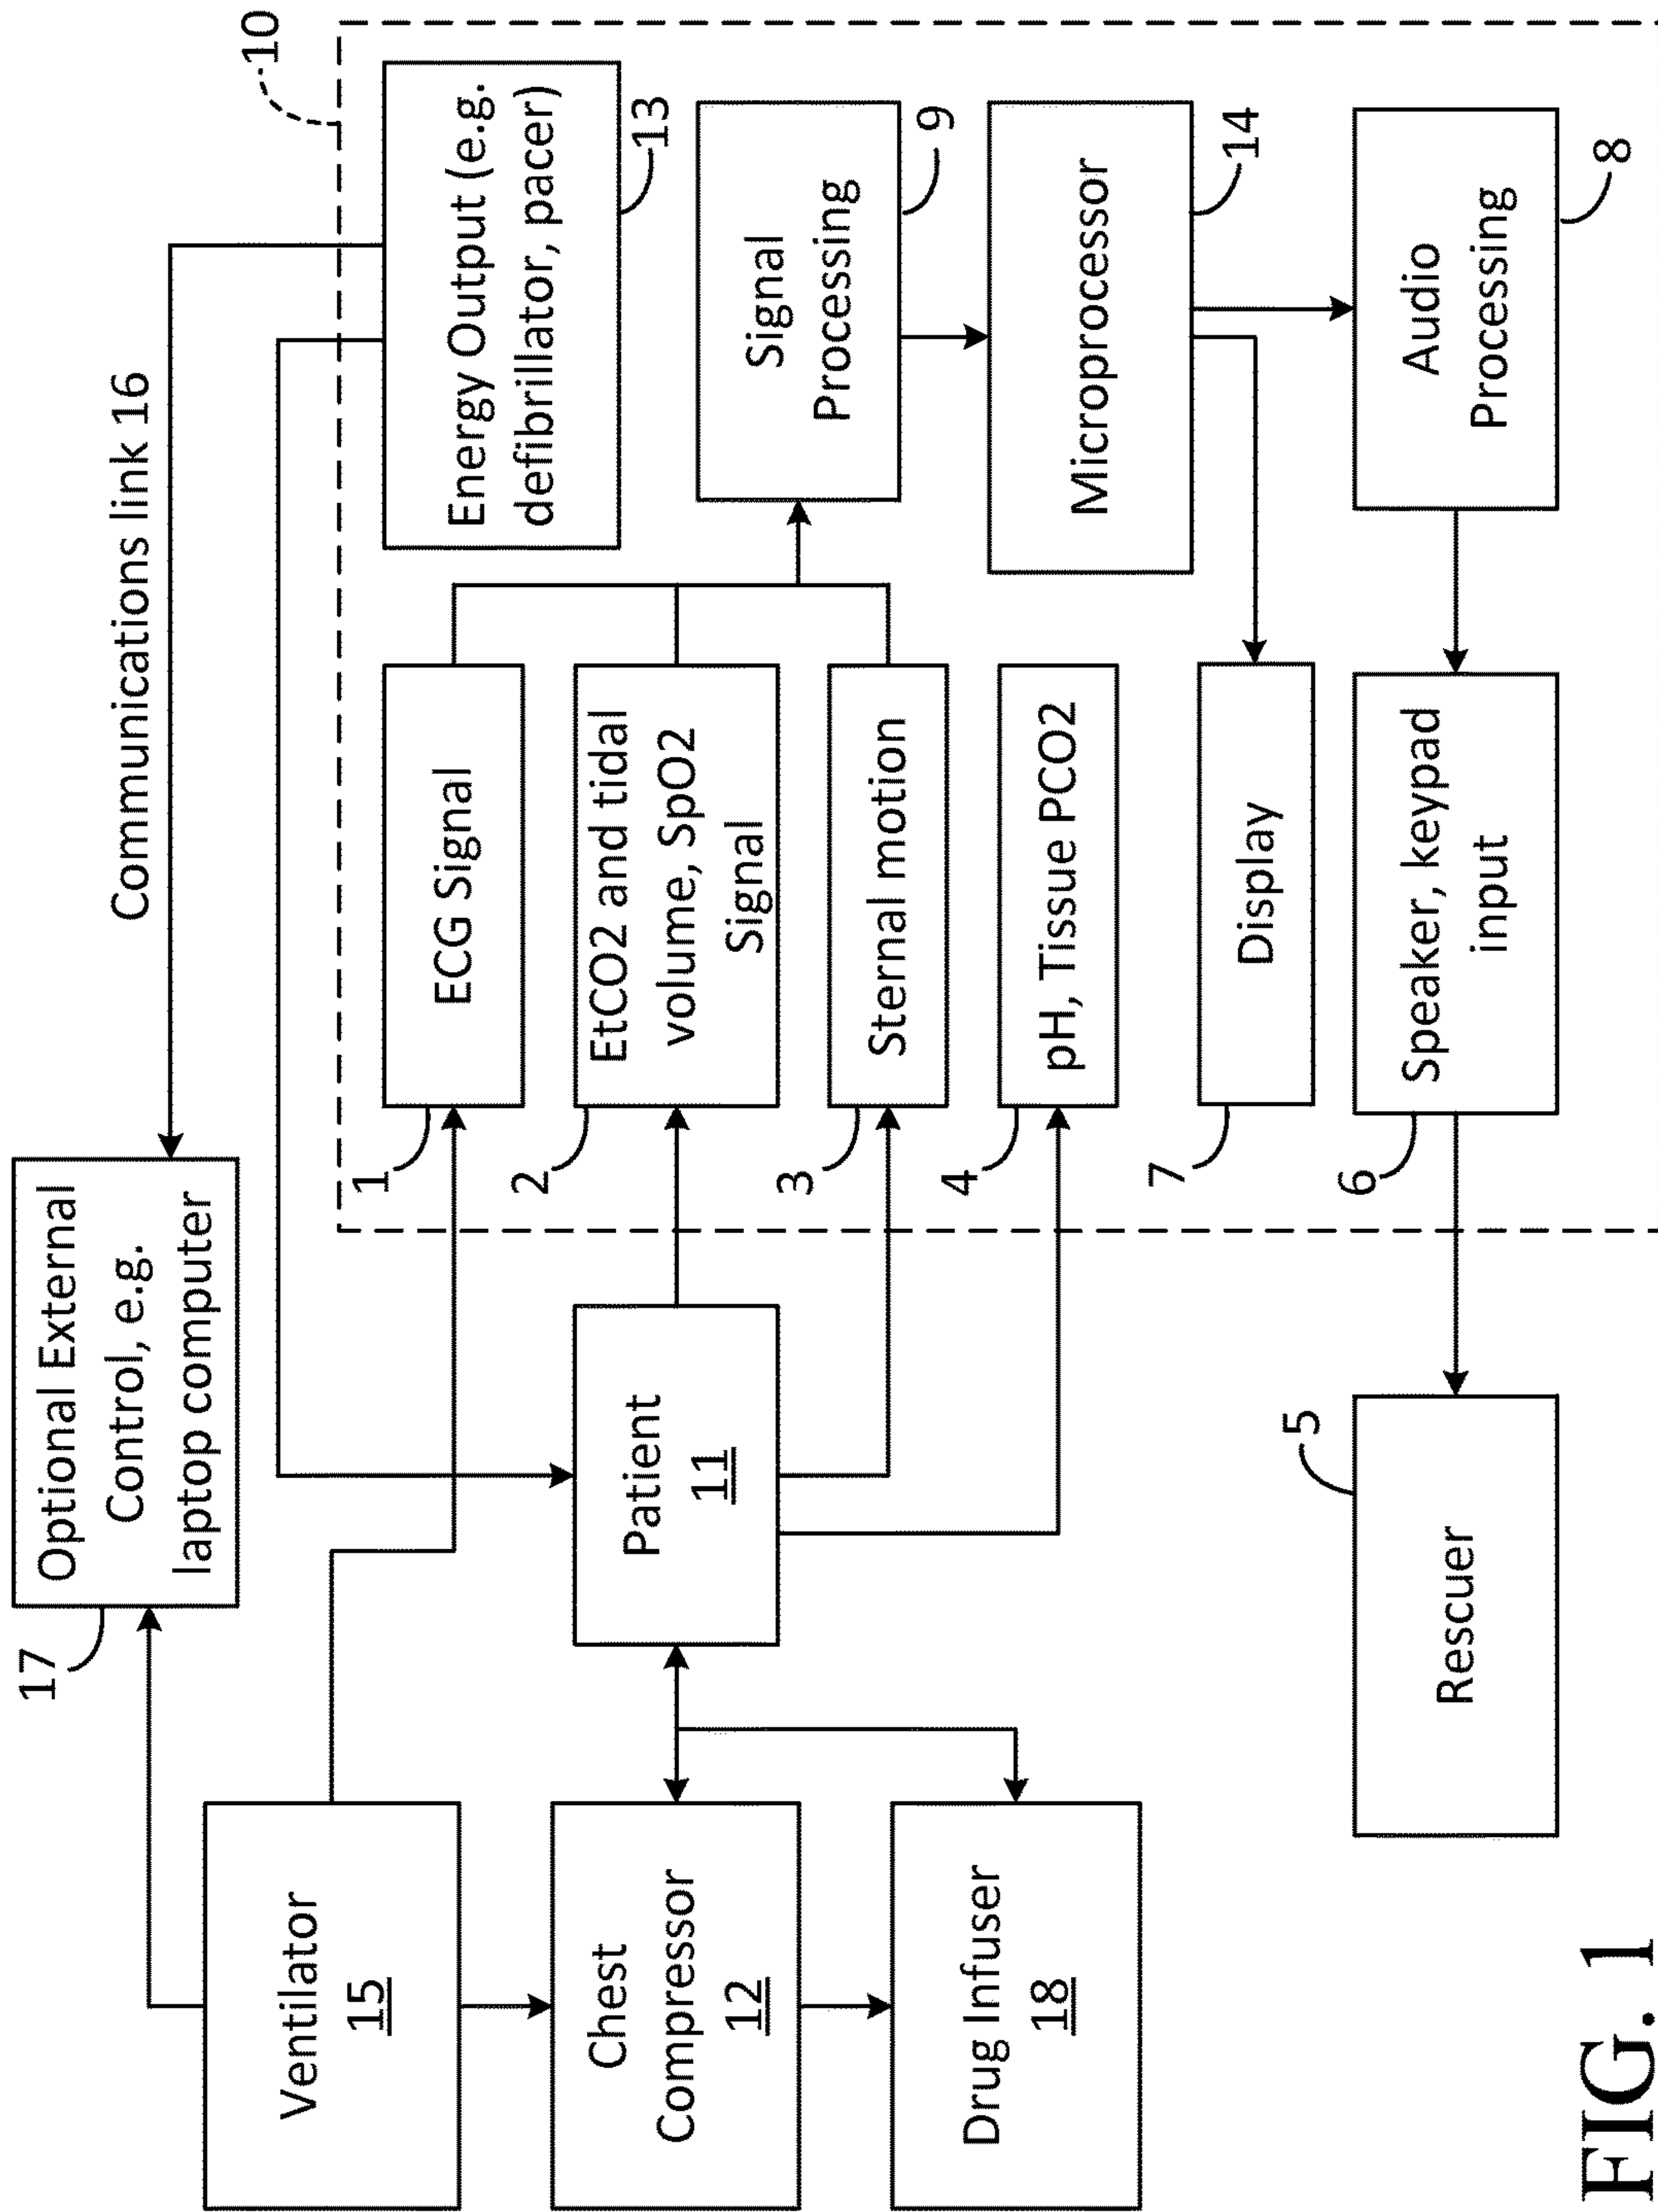 Communications link 16
10
Optional External
Control, e.g.
laptop computer
17
Energy Output (e.g.
defibrillator, pacer)
13
Ventilator
15
ECG Signal
1
Signal
Processing
9
Patient
11
EtCO2 and tidal
volume, SpO2
Signal
2
Chest
Compressor
12
Sternal motion
3
Microprocessor
14
pH, Tissue PCO2
4
Drug Infuser
18
Display
7
Rescuer
5
Speaker, keypad
input
6
Audio
Processing
8
FIG. 1